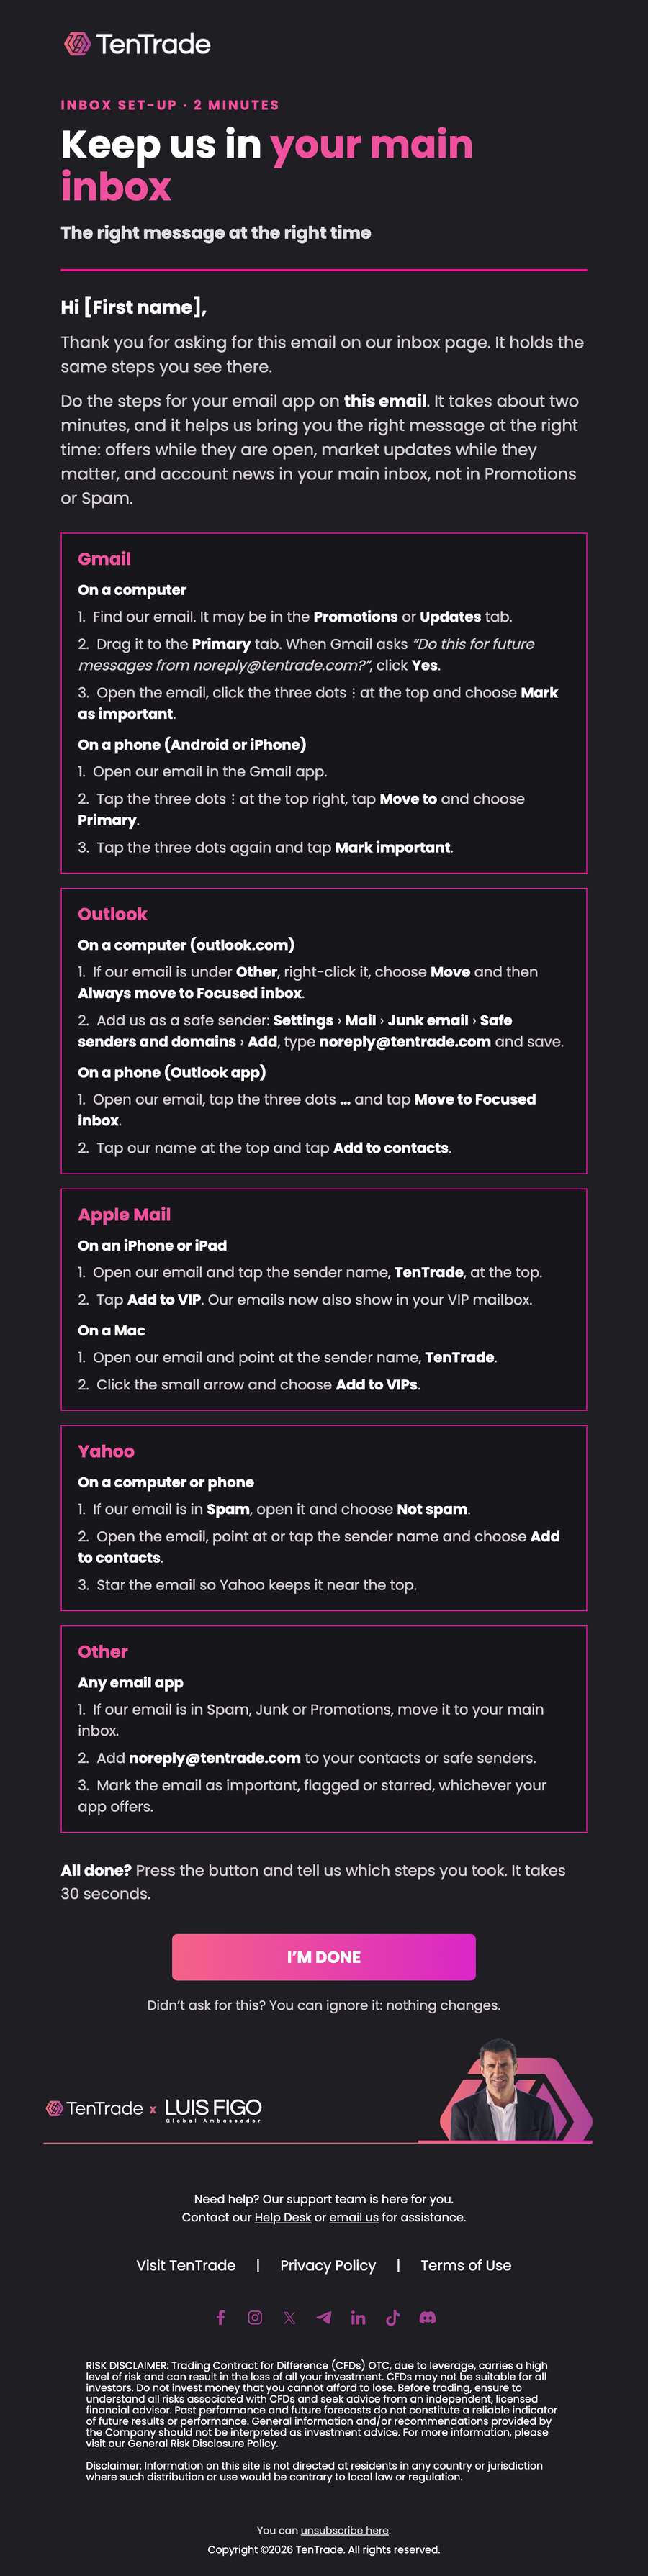 TenTrade
INBOX SET-UP · 2 MINUTES
Keep us in your main
inbox
The right message at the right time
Hi [First name],
Thank you for asking for this email on our inbox page. It holds the
same steps you see there.
Do the steps for your email app on this email. It takes about two
minutes, and it helps us bring you the right message at the right
time: offers while they are open, market updates while they
matter, and account news in your main inbox, not in Promotions
or Spam.
Gmail
On a computer
1. Find our email. It may be in the Promotions or Updates tab.
2. Drag it to the Primary tab. When Gmail asks “Do this for future
messages from noreply@tentrade.com?”, click Yes.
3. Open the email, click the three dots ⋮ at the top and choose Mark
as important.
On a phone (Android or iPhone)
1. Open our email in the Gmail app.
2. Tap the three dots ⋮ at the top right, tap Move to and choose
Primary.
3. Tap the three dots again and tap Mark important.
Outlook
On a computer (outlook.com)
1. If our email is under Other, right-click it, choose Move and then
Always move to Focused inbox.
2. Add us as a safe sender: Settings › Mail › Junk email › Safe
senders and domains › Add, type noreply@tentrade.com and save.
On a phone (Outlook app)
1. Open our email, tap the three dots … and tap Move to Focused
inbox.
2. Tap our name at the top and tap Add to contacts.
Apple Mail
On an iPhone or iPad
1. Open our email and tap the sender name, TenTrade, at the top.
2. Tap Add to VIP. Our emails now also show in your VIP mailbox.
On a Mac
1. Open our email and point at the sender name, TenTrade.
2. Click the small arrow and choose Add to VIPs.
Yahoo
On a computer or phone
1. If our email is in Spam, open it and choose Not spam.
2. Open the email, point at or tap the sender name and choose Add
to contacts.
3. Star the email so Yahoo keeps it near the top.
Other
Any email app
1. If our email is in Spam, Junk or Promotions, move it to your main
inbox.
2. Add noreply@tentrade.com to your contacts or safe senders.
3. Mark the email as important, flagged or starred, whichever your
app offers.
All done? Press the button and tell us which steps you took. It takes
30 seconds.
I’M DONE
Didn’t ask for this? You can ignore it: nothing changes.
TenTrade x LUIS FIGO
Global Ambassador
Need help? Our support team is here for you.
Contact our Help Desk or email us for assistance.
Visit TenTrade | Privacy Policy | Terms of Use
RISK DISCLAIMER: Trading Contract for Difference (CFDs) OTC, due to leverage, carries a high
level of risk and can result in the loss of all your investment. CFDs may not be suitable for all
investors. Do not invest money that you cannot afford to lose. Before trading, ensure to
understand all risks associated with CFDs and seek advice from an independent, licensed
financial advisor. Past performance and future forecasts do not constitute a reliable indicator
of future results or performance. General information and/or recommendations provided by
the Company should not be interpreted as investment advice. For more information, please
visit our General Risk Disclosure Policy.
Disclaimer: Information on this site is not directed at residents in any country or jurisdiction
where such distribution or use would be contrary to local law or regulation.
You can unsubscribe here.
Copyright ©2026 TenTrade. All rights reserved.